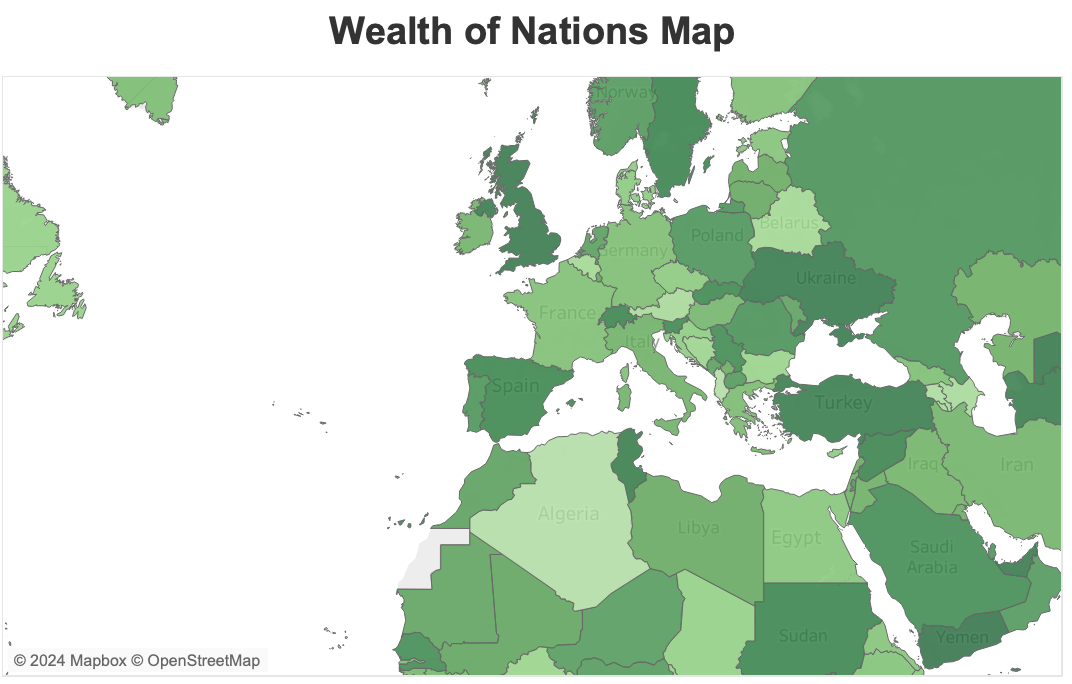 Wealth of Nations Map
Norway
Belarus
Poland
Germany
Ukraine
France
Italy
Spain
Turkey
Iraq
Iran
Algeria
Libya
Egypt
Saudi
Arabia
Sudan
Yemen
© 2024 Mapbox © OpenStreetMap